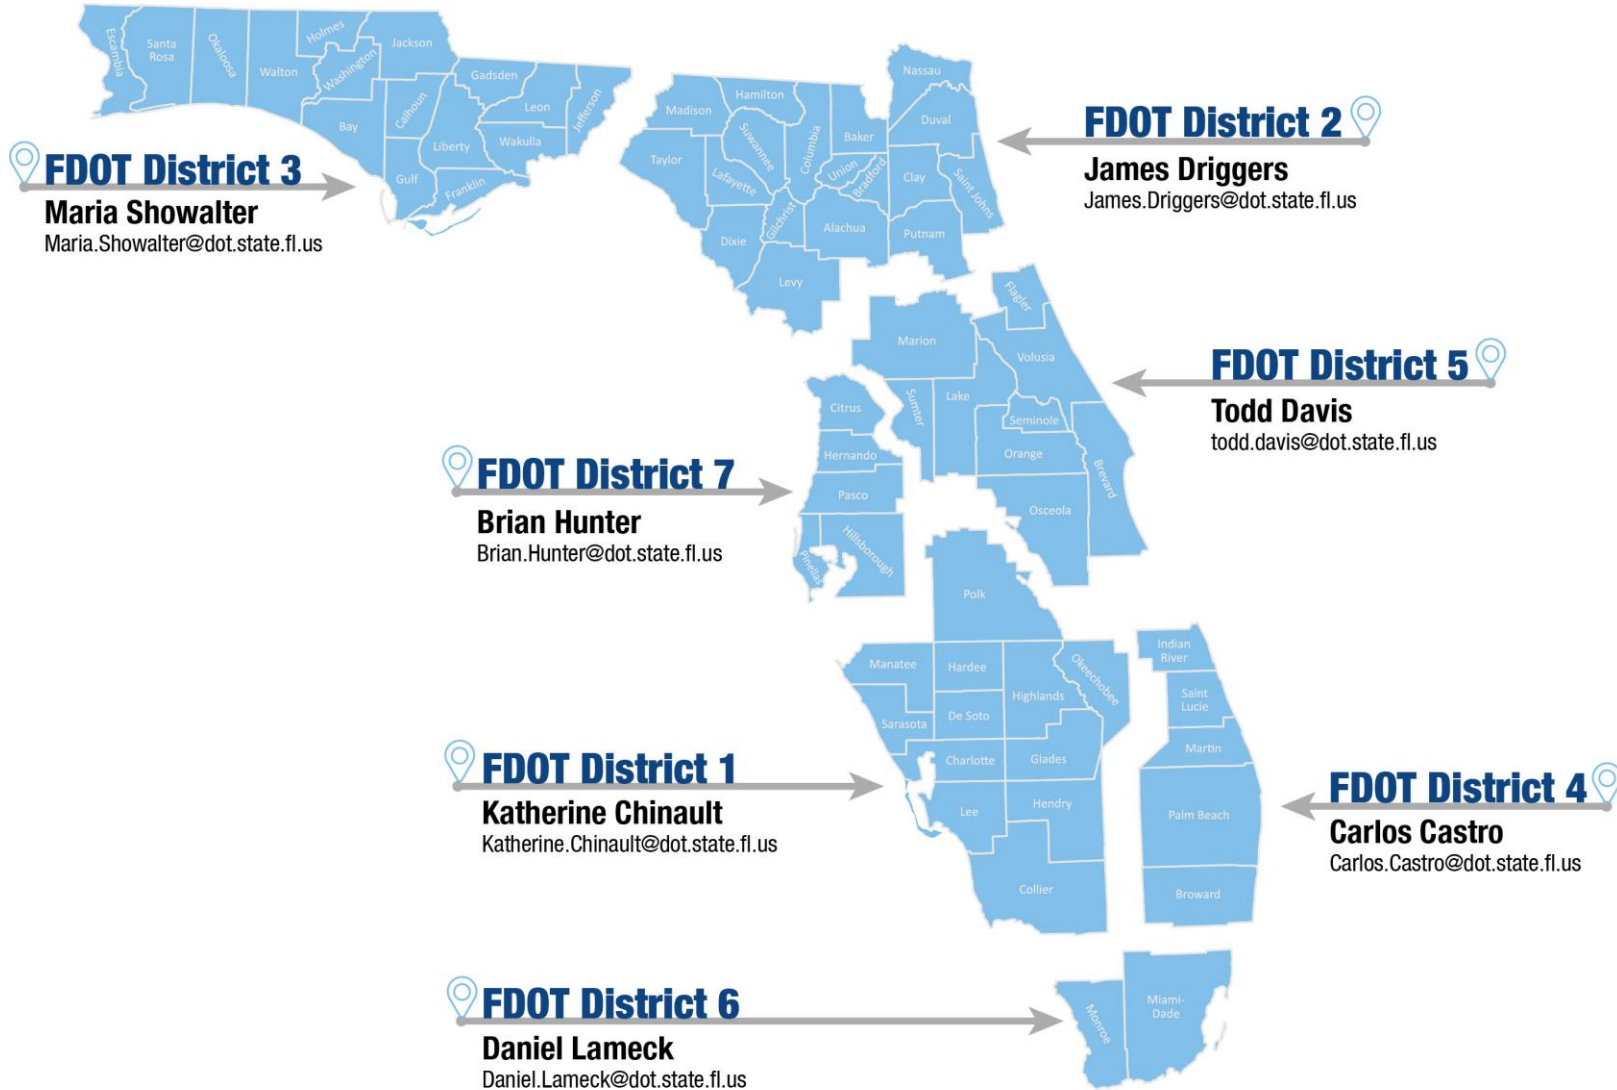 Escambia
Santa
Rosa
Okaloosa
Walton
Holmes
Washington
Jackson
Bay
Calhoun
Gulf
Liberty
Gadsden
Franklin
Leon
Wakulla
Jefferson
FDOT District 3
Maria Showalter
Maria.Showalter@dot.state.fl.us
Madison
Hamilton
Taylor
Suwannee
Lafayette
Columbia
Baker
Nassau
Duval
Union
Bradford
Clay
Saint Johns
Gilchrist
Dixie
Alachua
Putnam
Levy
FDOT District 2
James Driggers
James.Driggers@dot.state.fl.us
Flagler
Marion
Volusia
Sumter
Lake
Seminole
Orange
Brevard
Osceola
FDOT District 5
Todd Davis
todd.davis@dot.state.fl.us
Citrus
Hernando
Pasco
Pinellas
Hillsborough
FDOT District 7
Brian Hunter
Brian.Hunter@dot.state.fl.us
Polk
Manatee
Hardee
Highlands
Okeechobee
Sarasota
De Soto
Charlotte
Glades
Lee
Hendry
Collier
FDOT District 1
Katherine Chinault
Katherine.Chinault@dot.state.fl.us
Indian
River
Saint
Lucie
Martin
Palm Beach
Broward
FDOT District 4
Carlos Castro
Carlos.Castro@dot.state.fl.us
Monroe
Miami-
Dade
FDOT District 6
Daniel Lameck
Daniel.Lameck@dot.state.fl.us